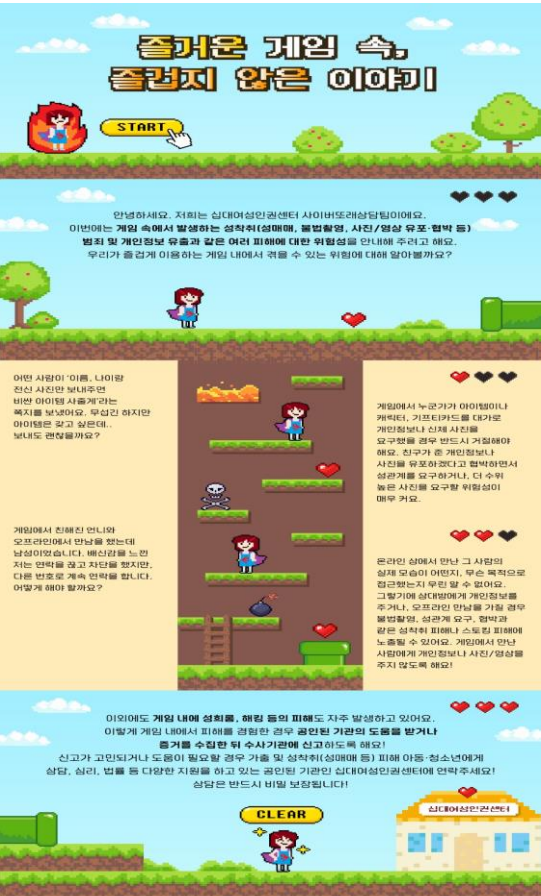 즐거운 게임 속,
즐겁지 않은 이야기
START
안녕하세요. 저희는 십대여성인권센터 사이버또래상담팀이에요.
이번에는 게임 속에서 발생하는 성착취(성매매, 불법촬영, 사진/영상 유포·협박 등)
범죄 및 개인정보 유출과 같은 여러 피해에 대한 위험성을 안내해 주려고 해요.
우리가 즐겁게 이용하는 게임 내에서 겪을 수 있는 위험에 대해 알아볼까요?
어떤 사람이 '이름, 나이랑
전신 사진만 보내주면
비싼 아이템 사줄게'라는
쪽지를 보냈어요. 무섭긴 하지만
아이템은 갖고 싶은데..
보내도 괜찮을까요?
게임에서 누군가가 아이템이나
캐릭터, 기프티카드를 대가로
개인정보나 신체 사진을
요구했을 경우 반드시 거절해야
해요. 친구가 준 개인정보나
사진을 유포하겠다고 협박하면서
성관계를 요구하거나, 더 수위
높은 사진을 요구할 위험성이
매우 커요.
게임에서 친해진 언니와
오프라인에서 만남을 했는데
남성이었습니다. 배신감을 느낀
저는 연락을 끊고 차단을 했지만,
다른 번호로 계속 연락을 합니다.
어떻게 해야 할까요?
온라인 상에서 만난 그 사람의
실제 모습이 어떤지, 무슨 목적으로
접근했는지 우린 알 수 없어요.
그렇기에 상대방에게 개인정보를
주거나, 오프라인 만남을 가질 경우
불법촬영, 성관계 요구, 협박과
같은 성착취 피해나 스토킹 피해에
노출될 수 있어요. 게임에서 만난
사람에게 개인정보나 사진/영상을
주지 않도록 해요!
이외에도 게임 내에 성희롱, 해킹 등의 피해도 자주 발생하고 있어요.
이렇게 게임 내에서 피해를 경험한 경우 공인된 기관의 도움을 받거나
증거를 수집한 뒤 수사기관에 신고하도록 해요!
신고가 고민되거나 도움이 필요할 경우 가출 및 성착취(성매매 등) 피해 아동·청소년에게
상담, 심리, 법률 등 다양한 지원을 하고 있는 공인된 기관인 십대여성인권센터에 연락주세요!
상담은 반드시 비밀 보장됩니다!
CLEAR
십대여성인권센터